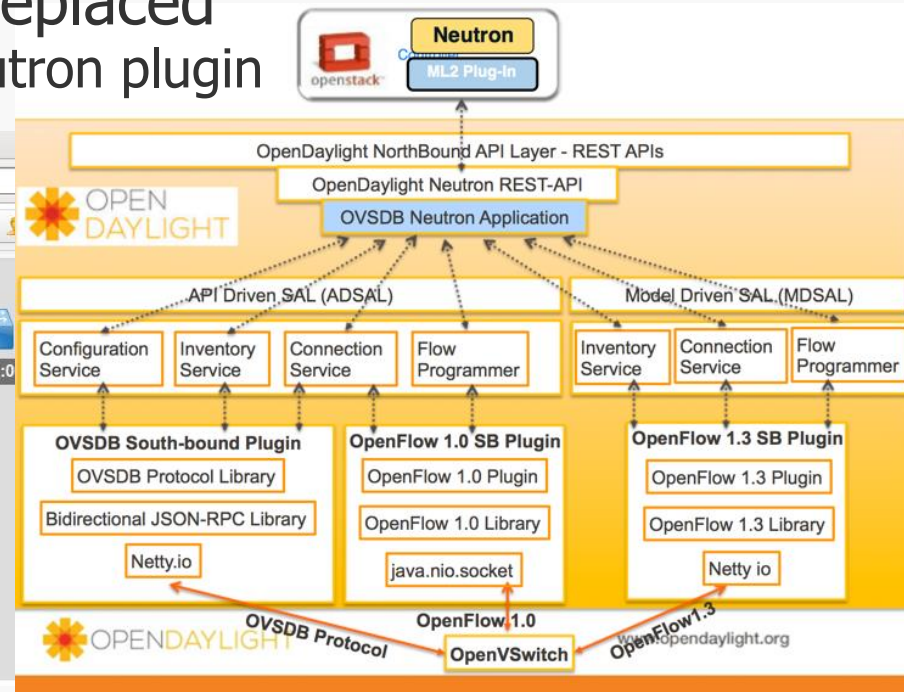 eplaced
utron plugin
Neutron
openstack
ML2 Plug-In
OpenDaylight NorthBound API Layer - REST APIs
OpenDaylight Neutron REST-API
OPEN
DAYLIGHT
OVSDB Neutron Application
API Driven SAL (ADSAL)
Model Driven SAL (MDSAL)
Configuration
Service
Inventory
Service
Connection
Service
Flow
Programmer
Inventory
Service
Connection
Service
Flow
Programmer
OVSDB South-bound Plugin
OVSDB Protocol Library
Bidirectional JSON-RPC Library
Netty.io
OpenFlow 1.0 SB Plugin
OpenFlow 1.0 Plugin
OpenFlow 1.0 Library
java.nio.socket
OpenFlow 1.3 SB Plugin
OpenFlow 1.3 Plugin
OpenFlow 1.3 Library
Netty io
OPENDAYLIGHT
OVSDB Protocol
OpenFlow 1.0
OpenVSwitch
OpenFlow1.3
www.opendaylight.org